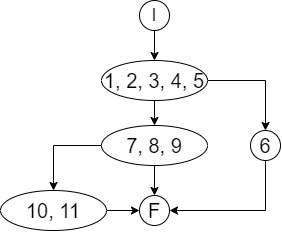 I
1, 2, 3, 4, 5
7, 8, 9
6
10, 11
F